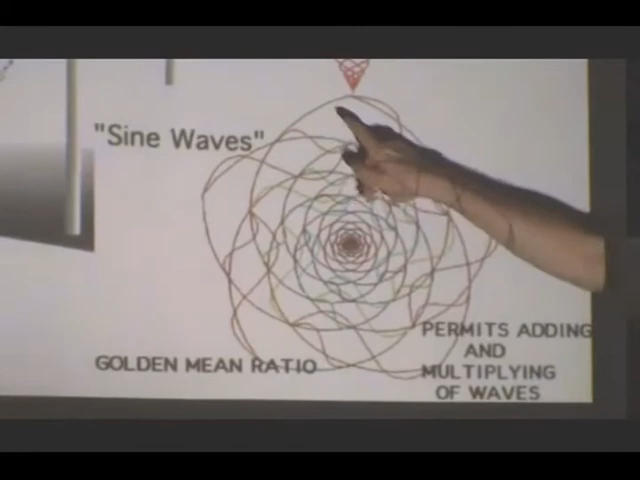 "Sine Waves"
GOLDEN MEAN RATIO
PERMITS ADDING
AND
MULTIPLYING
OF WAVES